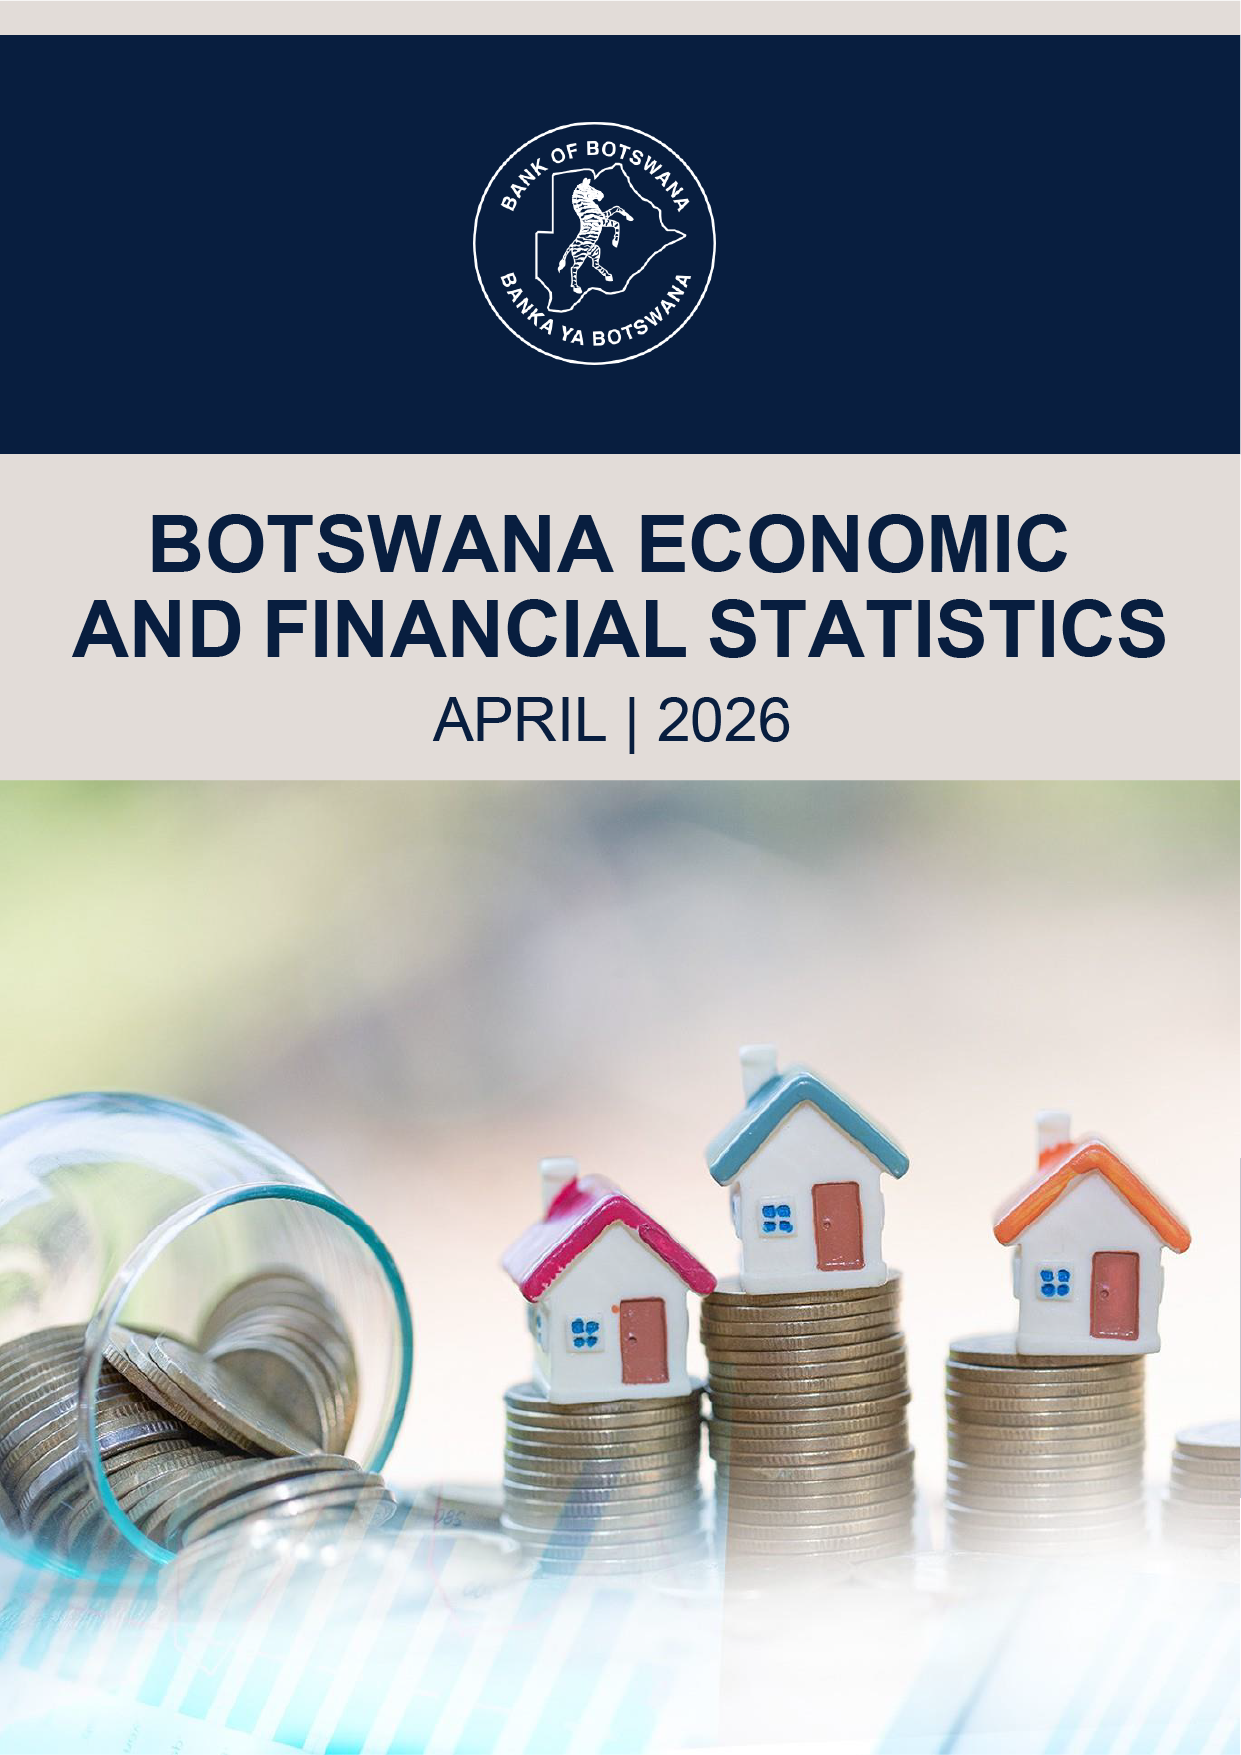 BANK OF BOTSWANA
BANKA YA BOTSWANA
BOTSWANA ECONOMIC
AND FINANCIAL STATISTICS
APRIL | 2026